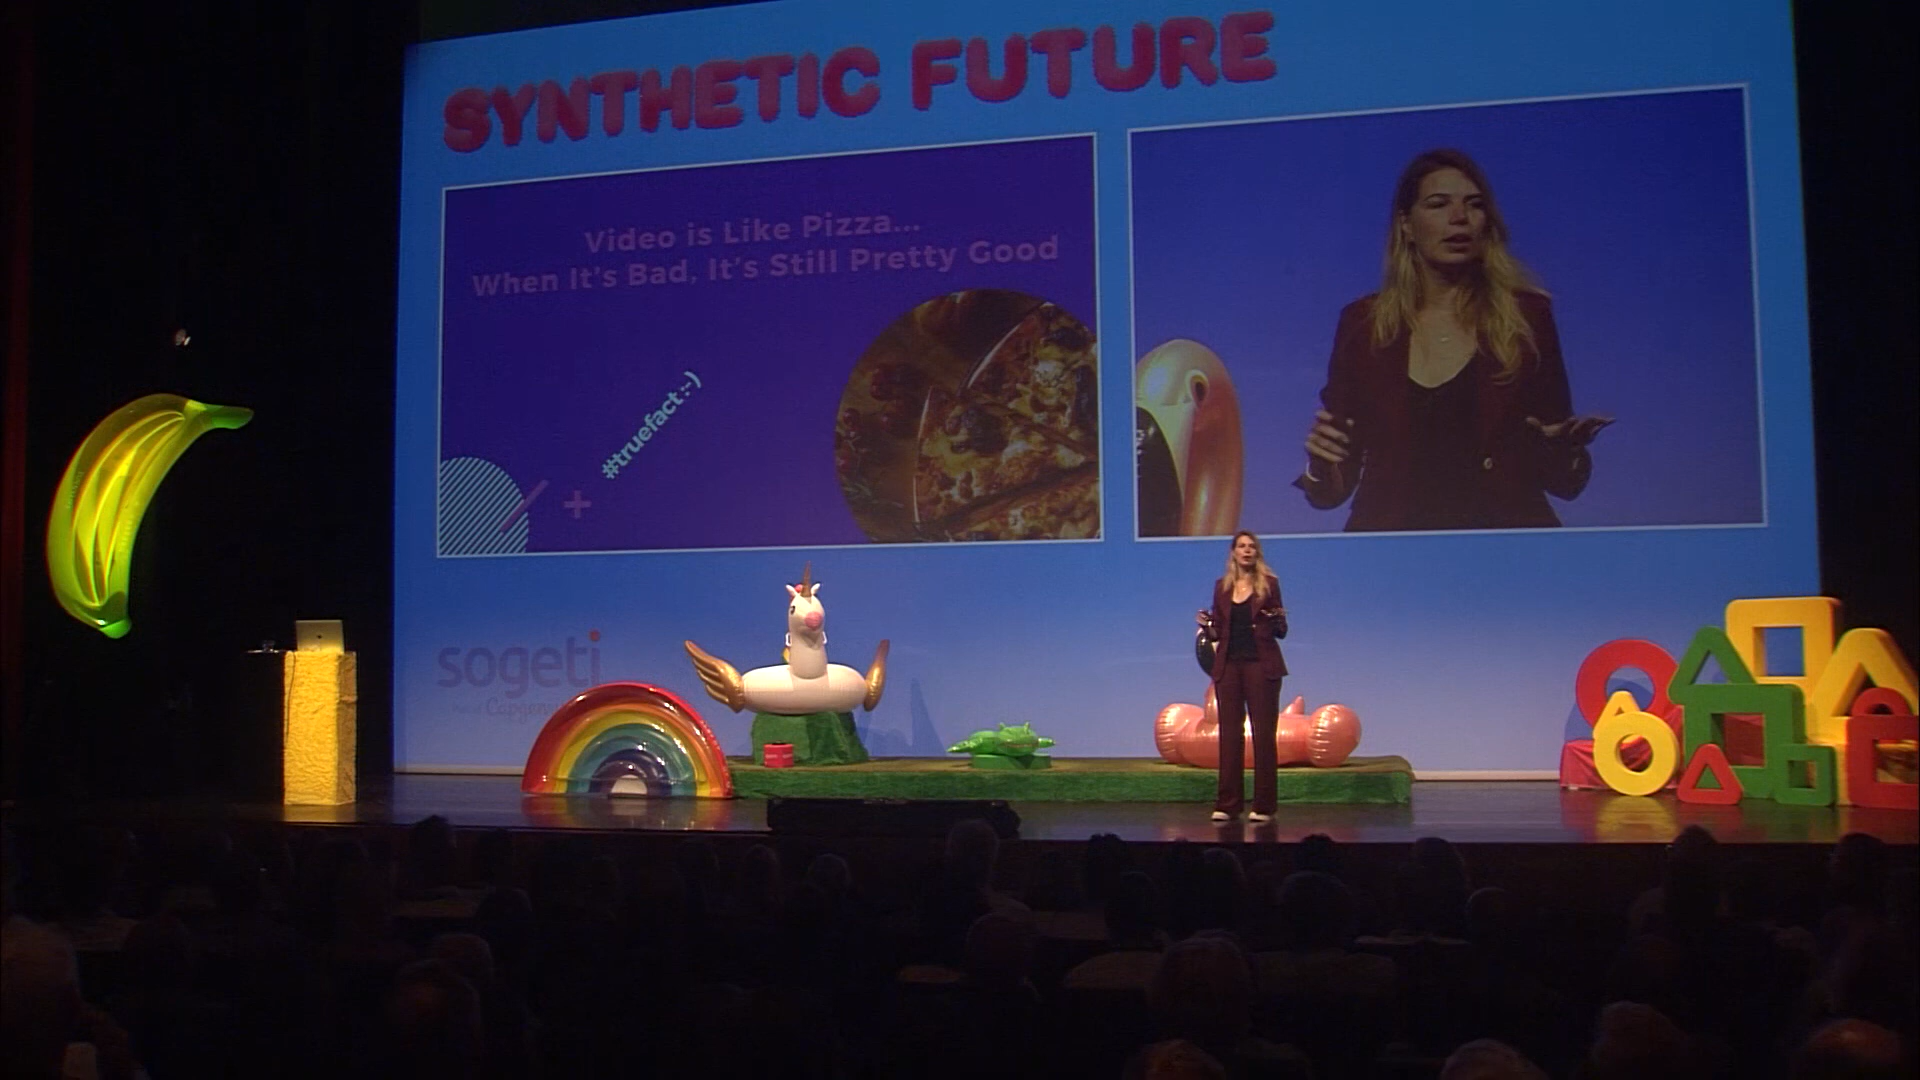 SYNTHETIC FUTURE
Video is Like Pizza...
When It's Bad, It's Still Pretty Good
#truefact:-)
sogeti